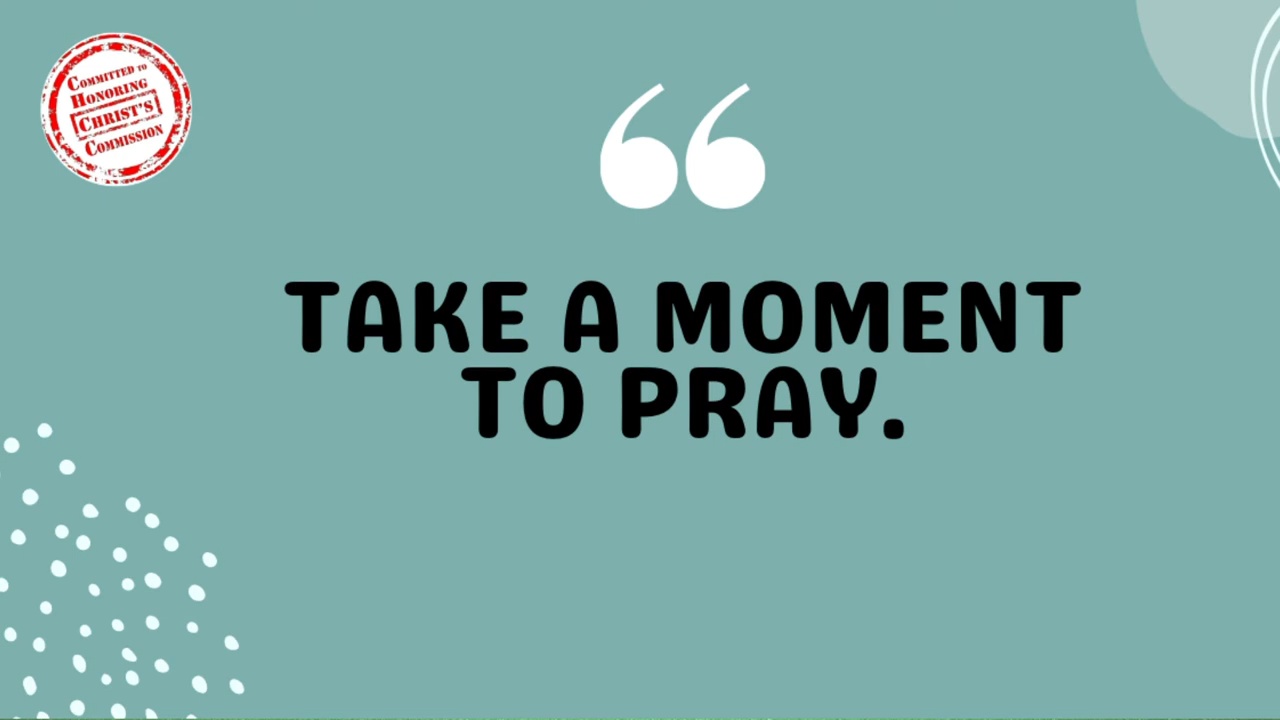 COMMITTED TO
HONORING
CHRIST'S
COMMISSION
“
TAKE A MOMENT
TO PRAY.